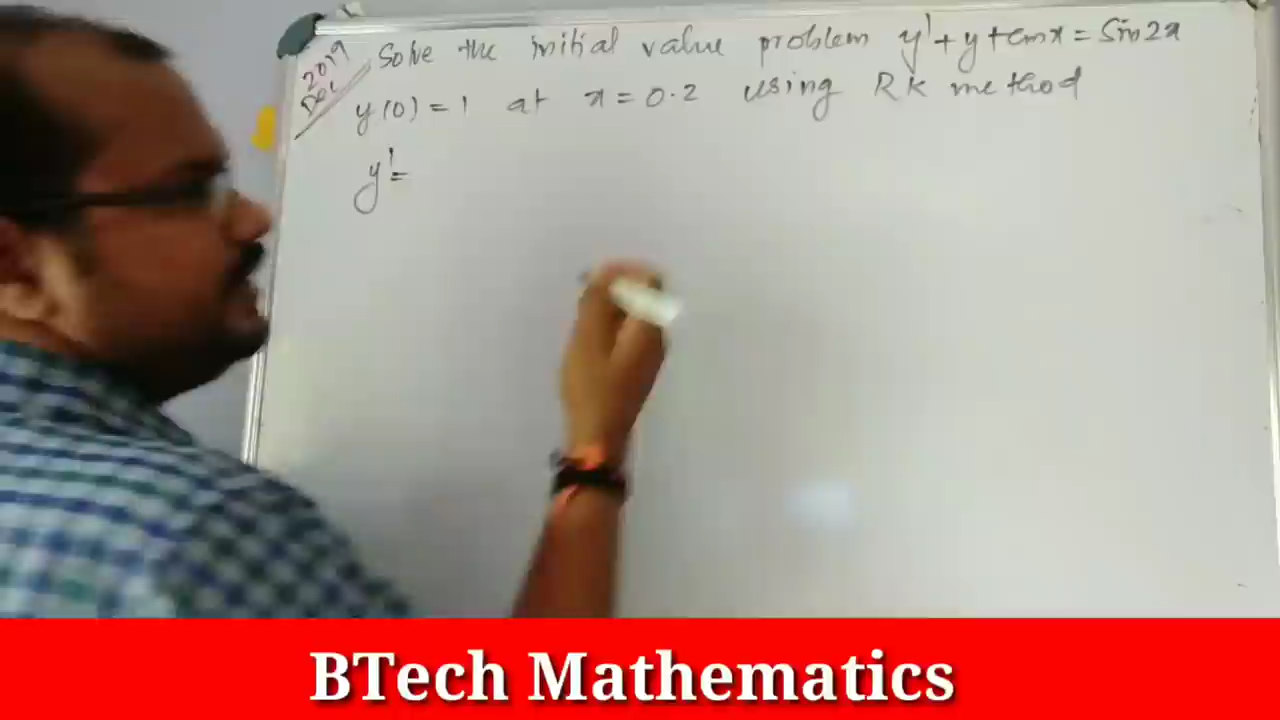 2019 Dec
Solve the initial value problem y' + y + tanx = Sin2x
y(0) = 1 at x = 0.2 using RK method
y' =
BTech Mathematics